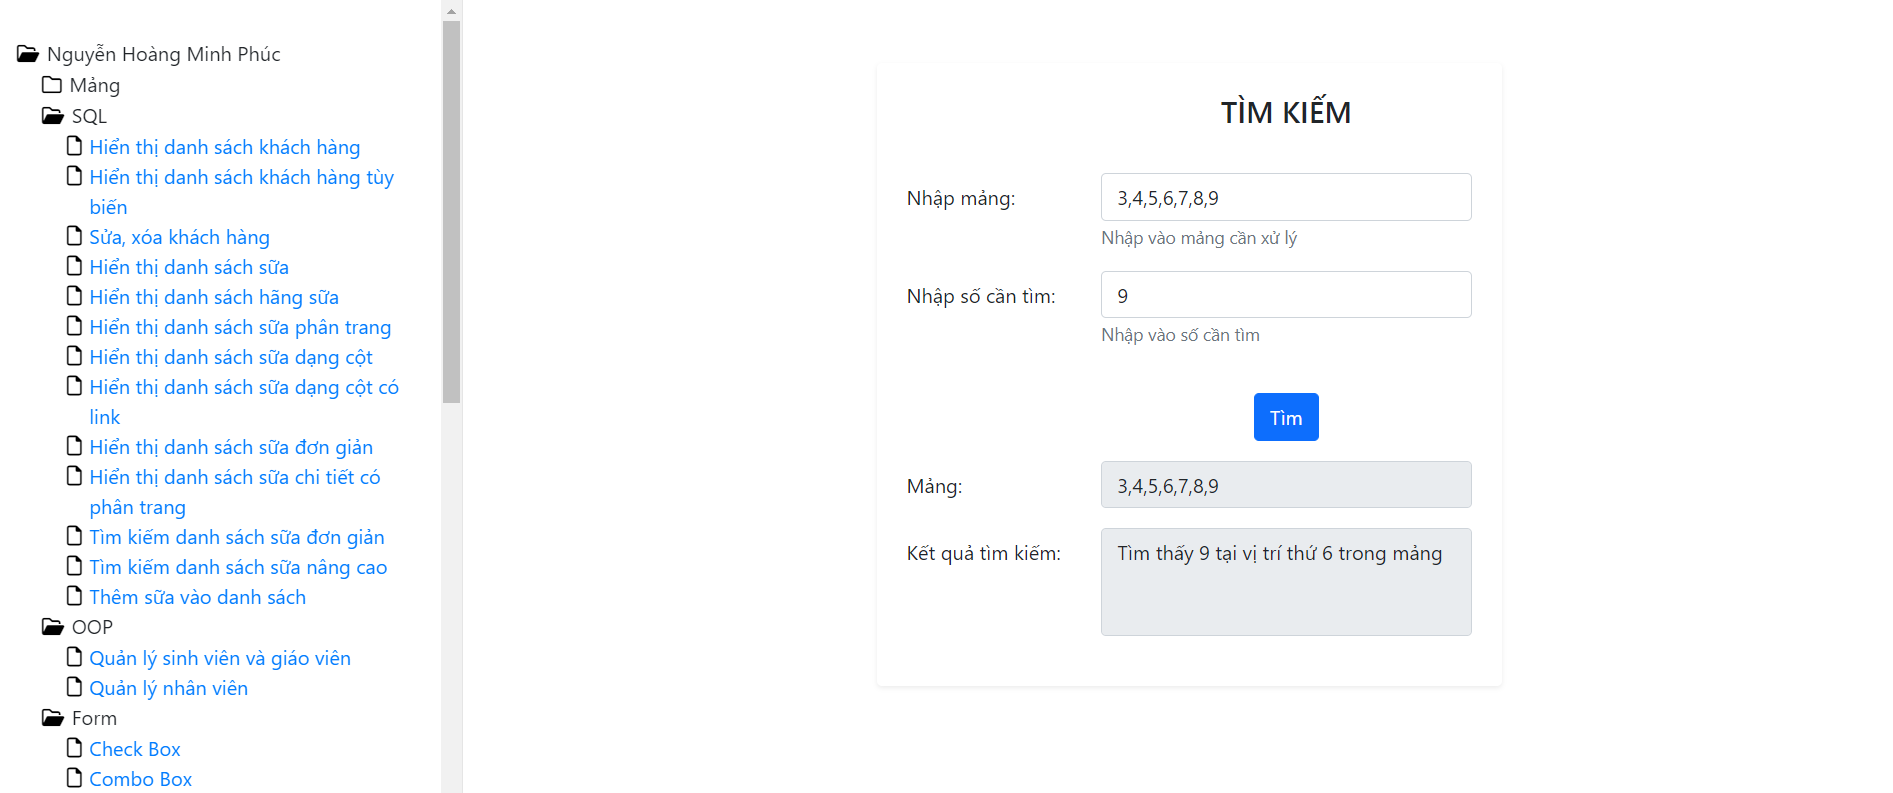 Nguyễn Hoàng Minh Phúc
Mảng
SQL
Hiển thị danh sách khách hàng
Hiển thị danh sách khách hàng tùy
biến
Sửa, xóa khách hàng
Hiển thị danh sách sữa
Hiển thị danh sách hãng sữa
Hiển thị danh sách sữa phân trang
Hiển thị danh sách sữa dạng cột
Hiển thị danh sách sữa dạng cột có
link
Hiển thị danh sách sữa đơn giản
Hiển thị danh sách sữa chi tiết có
phân trang
Tìm kiếm danh sách sữa đơn giản
Tìm kiếm danh sách sữa nâng cao
Thêm sữa vào danh sách
OOP
Quản lý sinh viên và giáo viên
Quản lý nhân viên
Form
Check Box
Combo Box
TÌM KIẾM
Nhập mảng:
3,4,5,6,7,8,9
Nhập vào mảng cần xử lý
Nhập số cần tìm:
9
Nhập vào số cần tìm
Tìm
Mảng:
3,4,5,6,7,8,9
Kết quả tìm kiếm:
Tìm thấy 9 tại vị trí thứ 6 trong mảng